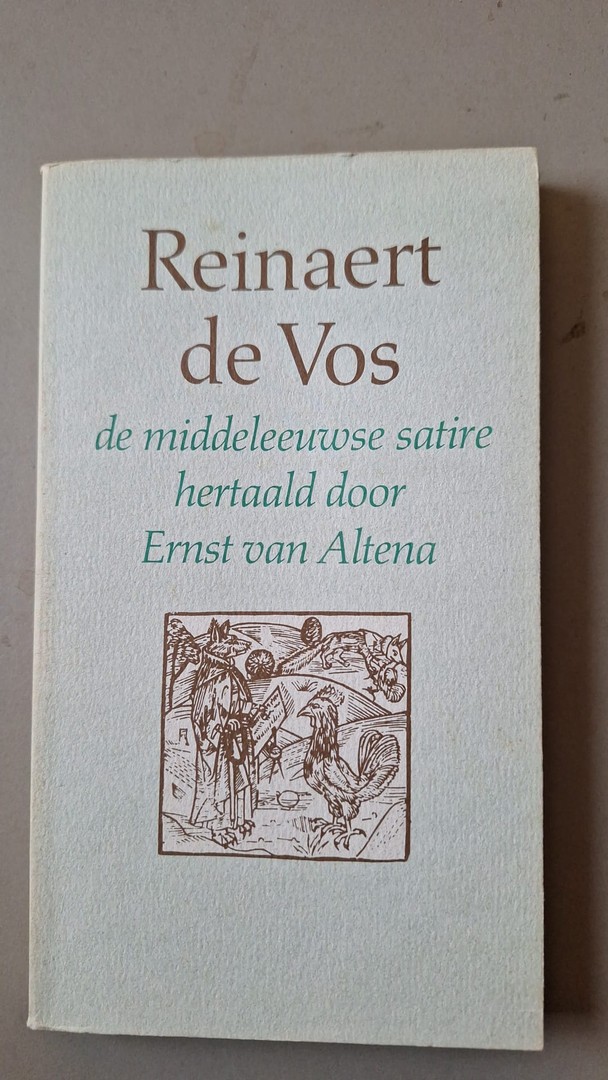 Reinaert
de Vos
de middeleeuwse satire
hertaald door
Ernst van Altena